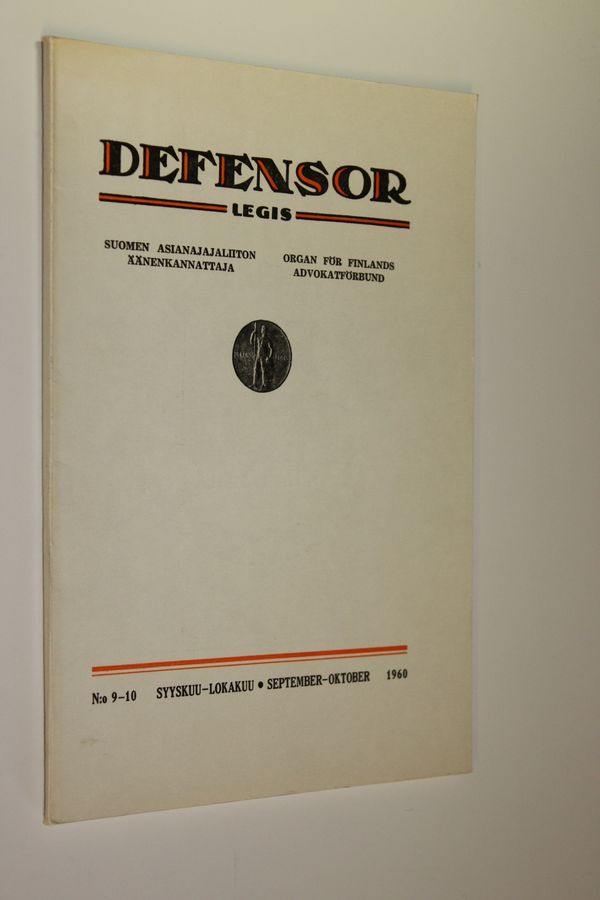 DEFENSOR
LEGIS
SUOMEN ASIANAJAJALIITON
ÄÄNENKANNATTAJA
ORGAN FÖR FINLANDS
ADVOKATFÖRBUND
N:o 9-10 SYYSKUU-LOKAKUU • SEPTEMBER-OKTOBER 1960